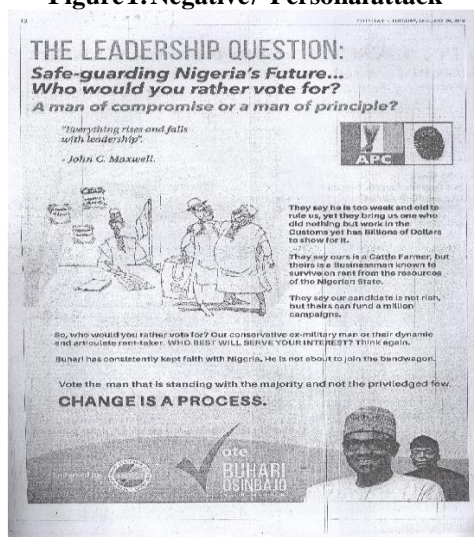 Figure1:Negative/ Personalattack
12
THE LEADERSHIP QUESTION:
Safe-guarding Nigeria's Future...
Who would you rather vote for?
A man of compromise or a man of principle?
"Everything rises and falls
with leadership".
- John C. Maxwell.
APC
They say he is too weak and old to
rule us, yet they bring us one who
did nothing but work in the
Customs yet has Billions of Dollars
to show for it.
They say ours is a Cattle Farmer, but
theirs is a Businessman known to
survive on rent from the resources
of the Nigerian State.
They say our candidate is not rich,
but theirs can fund a million
campaigns.
So, who would you rather vote for? Our conservative ex-military man or their dynamic
and articulate rent-taker. WHO BEST WILL SERVE YOUR INTEREST? Think again.
Buhari has consistently kept faith with Nigeria. He is not about to join the bandwagon.
Vote the man that is standing with the majority and not the priviledged few.
CHANGE IS A PROCESS.
ote
BUHARI
OSINBAJO